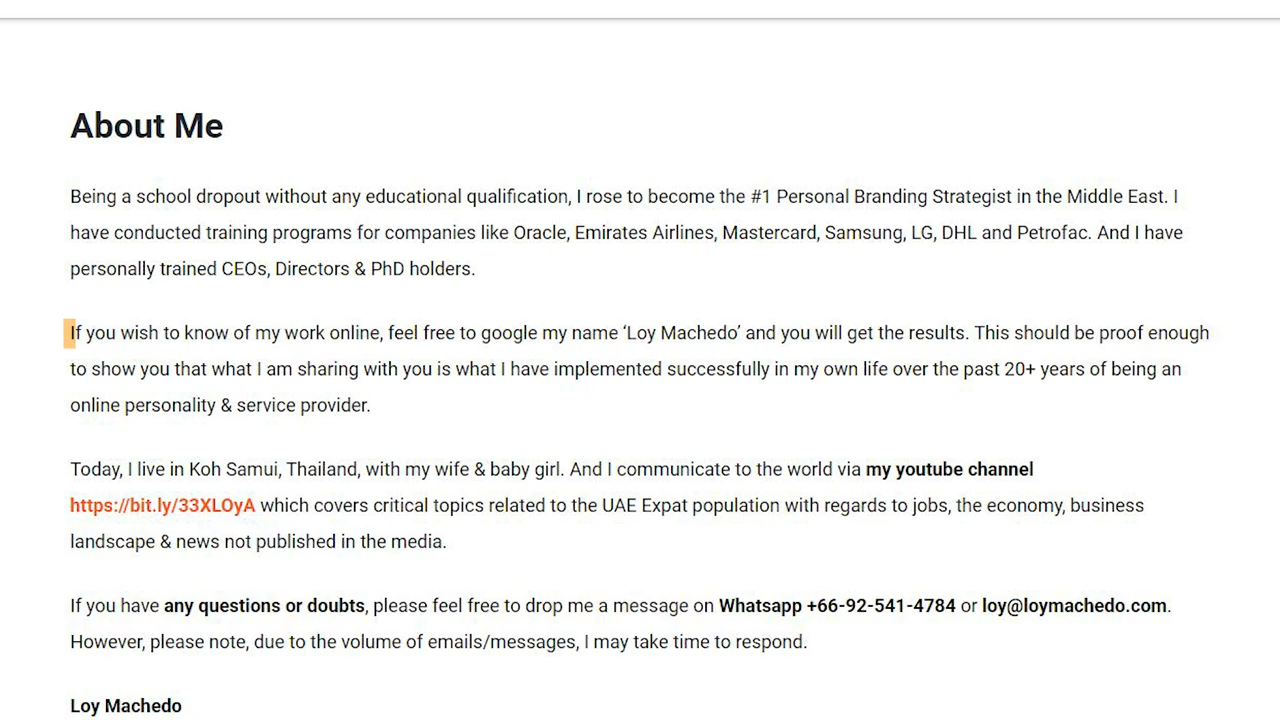 About Me
Being a school dropout without any educational qualification, I rose to become the #1 Personal Branding Strategist in the Middle East. I
have conducted training programs for companies like Oracle, Emirates Airlines, Mastercard, Samsung, LG, DHL and Petrofac. And I have
personally trained CEOs, Directors & PhD holders.
If you wish to know of my work online, feel free to google my name ‘Loy Machedo’ and you will get the results. This should be proof enough
to show you that what I am sharing with you is what I have implemented successfully in my own life over the past 20+ years of being an
online personality & service provider.
Today, I live in Koh Samui, Thailand, with my wife & baby girl. And I communicate to the world via my youtube channel
https://bit.ly/33XLOyA which covers critical topics related to the UAE Expat population with regards to jobs, the economy, business
landscape & news not published in the media.
If you have any questions or doubts, please feel free to drop me a message on Whatsapp +66-92-541-4784 or loy@loymachedo.com.
However, please note, due to the volume of emails/messages, I may take time to respond.
Loy Machedo